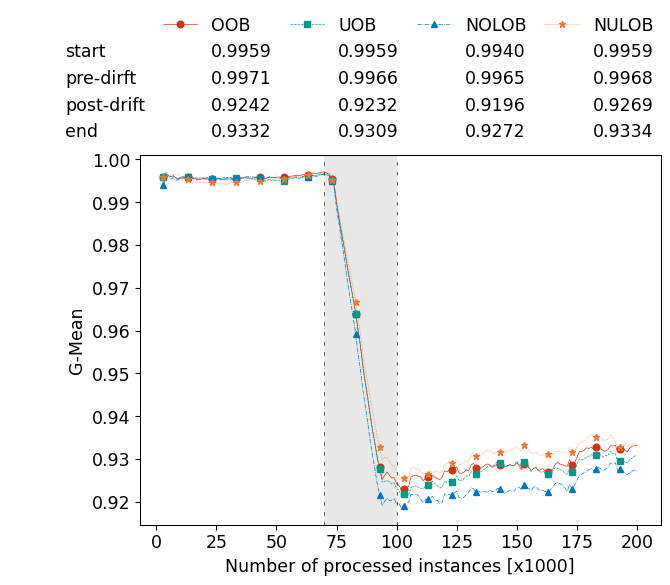 OOB UOB NOLOB NULOB
start 0.9959 0.9959 0.9940 0.9959
pre-dirft 0.9971 0.9966 0.9965 0.9968
post-drift 0.9242 0.9232 0.9196 0.9269
end 0.9332 0.9309 0.9272 0.9334
1.00
0.99
0.98
0.97
0.96
0.95
0.94
0.93
0.92
G-Mean
0 25 50 75 100 125 150 175 200
Number of processed instances [x1000]